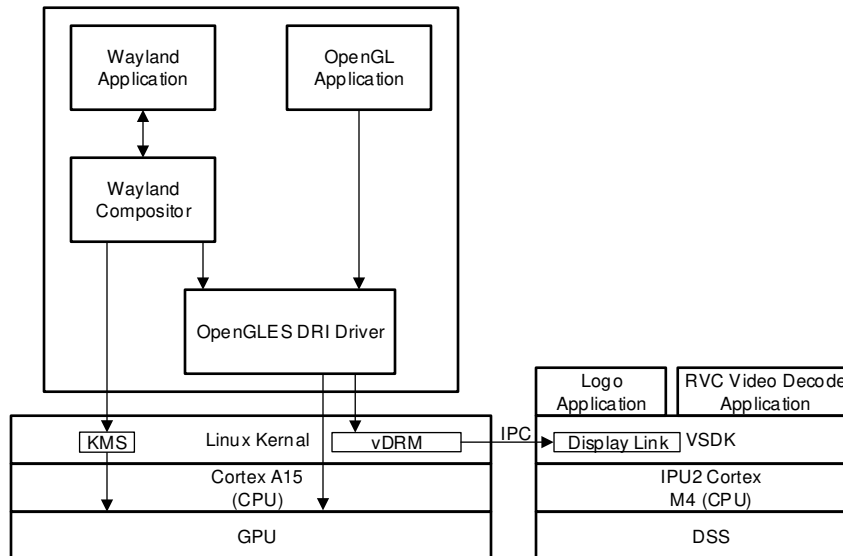 Wayland
Application
OpenGL
Application
Wayland
Compositor
OpenGLES DRI Driver
Logo
Application
RVC Video Decode
Application
KMS
Linux Kernal
vDRM
IPC
Display Link
VSDK
Cortex A15
(CPU)
IPU2 Cortex
M4 (CPU)
GPU
DSS